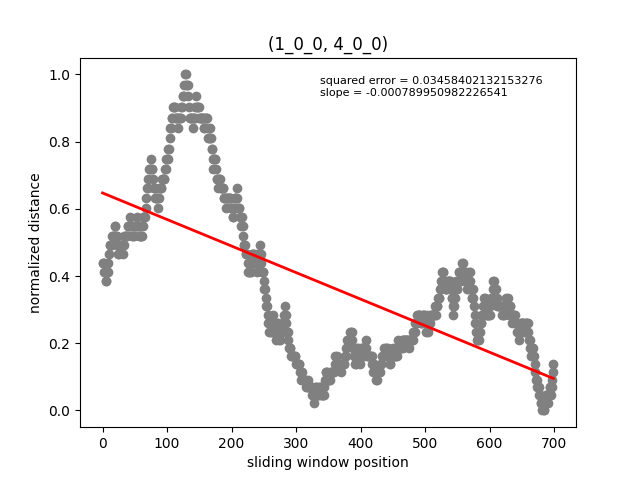 (1_0_0, 4_0_0)
squared error = 0.03458402132153276
slope = -0.000789950982226541
normalized distance
1.0
0.8
0.6
0.4
0.2
0.0
0 100 200 300 400 500 600 700
sliding window position